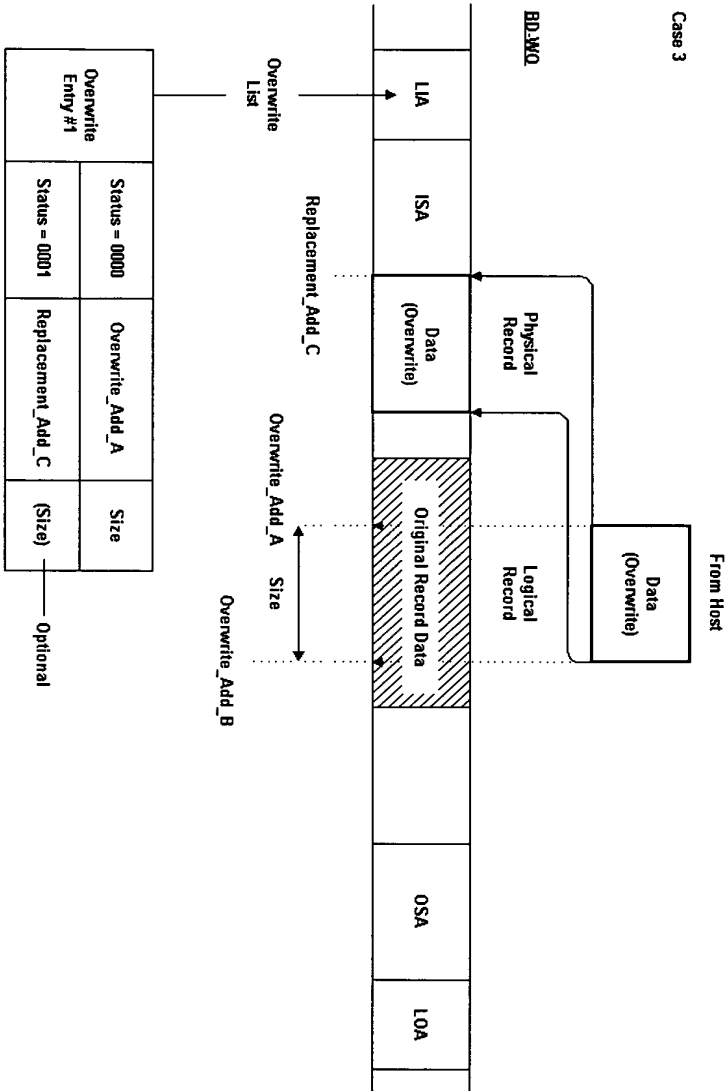 Case 3
From Host
Data
(Overwrite)
BD-WO
Physical
Record
Logical
Record
LIA
ISA
Data
(Overwrite)
Original Record Data
OSA
LOA
Replacement_Add_C
Overwrite_Add_A
Size
Overwrite_Add_B
Overwrite
List
Overwrite
Entry #1
Status = 0000
Overwrite_Add_A
Size
Status = 0001
Replacement_Add_C
(Size)
Optional